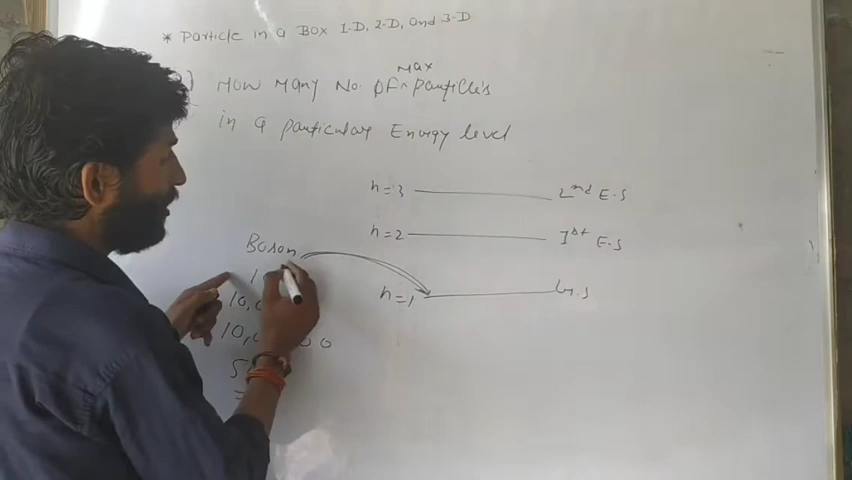 * Particle in a Box 1-D, 2-D, and 3-D
Max
) How Many No. of ^ Particles
in a particular Energy level
n=3 2nd E.S
n=2 1st E.S
Boson
n=1 G.S